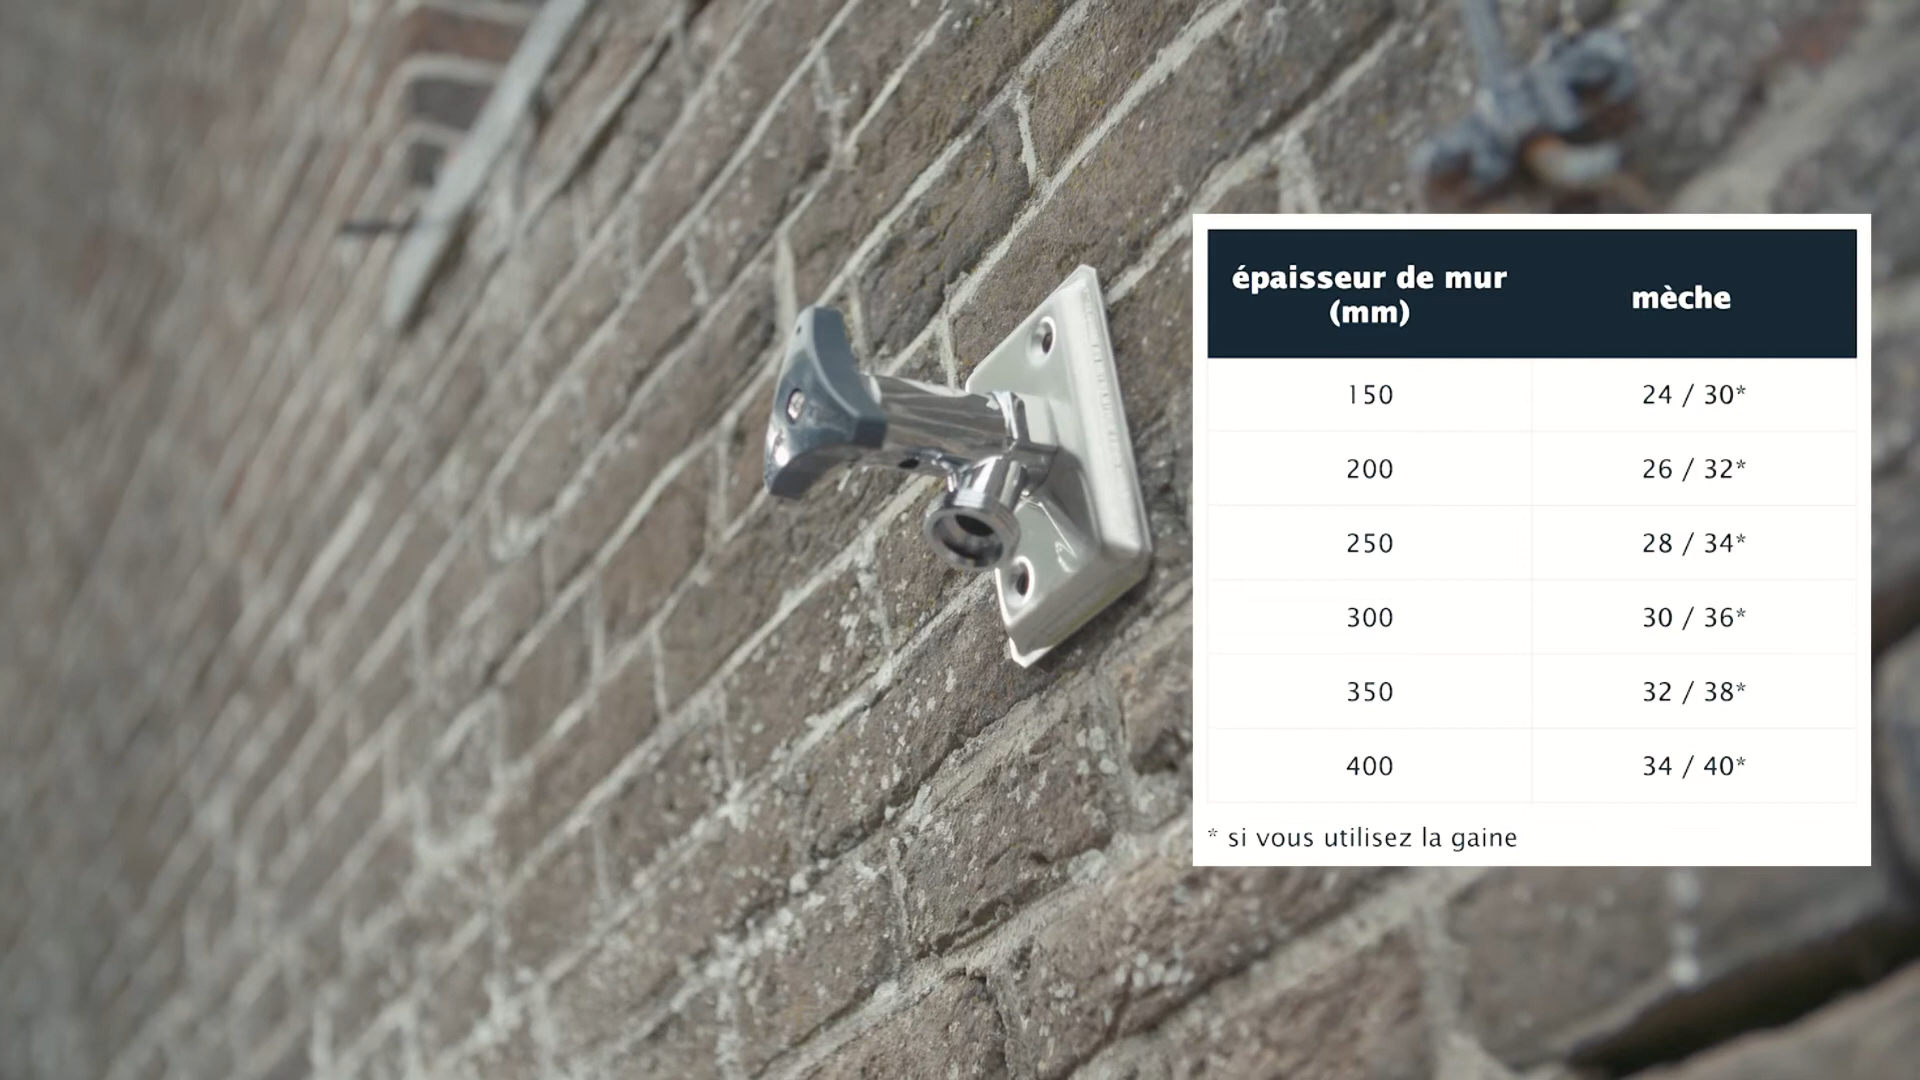 épaisseur de mur
(mm)
mèche
150
24 / 30*
200
26 / 32*
250
28 / 34*
300
30 / 36*
350
32 / 38*
400
34 / 40*
* si vous utilisez la gaine